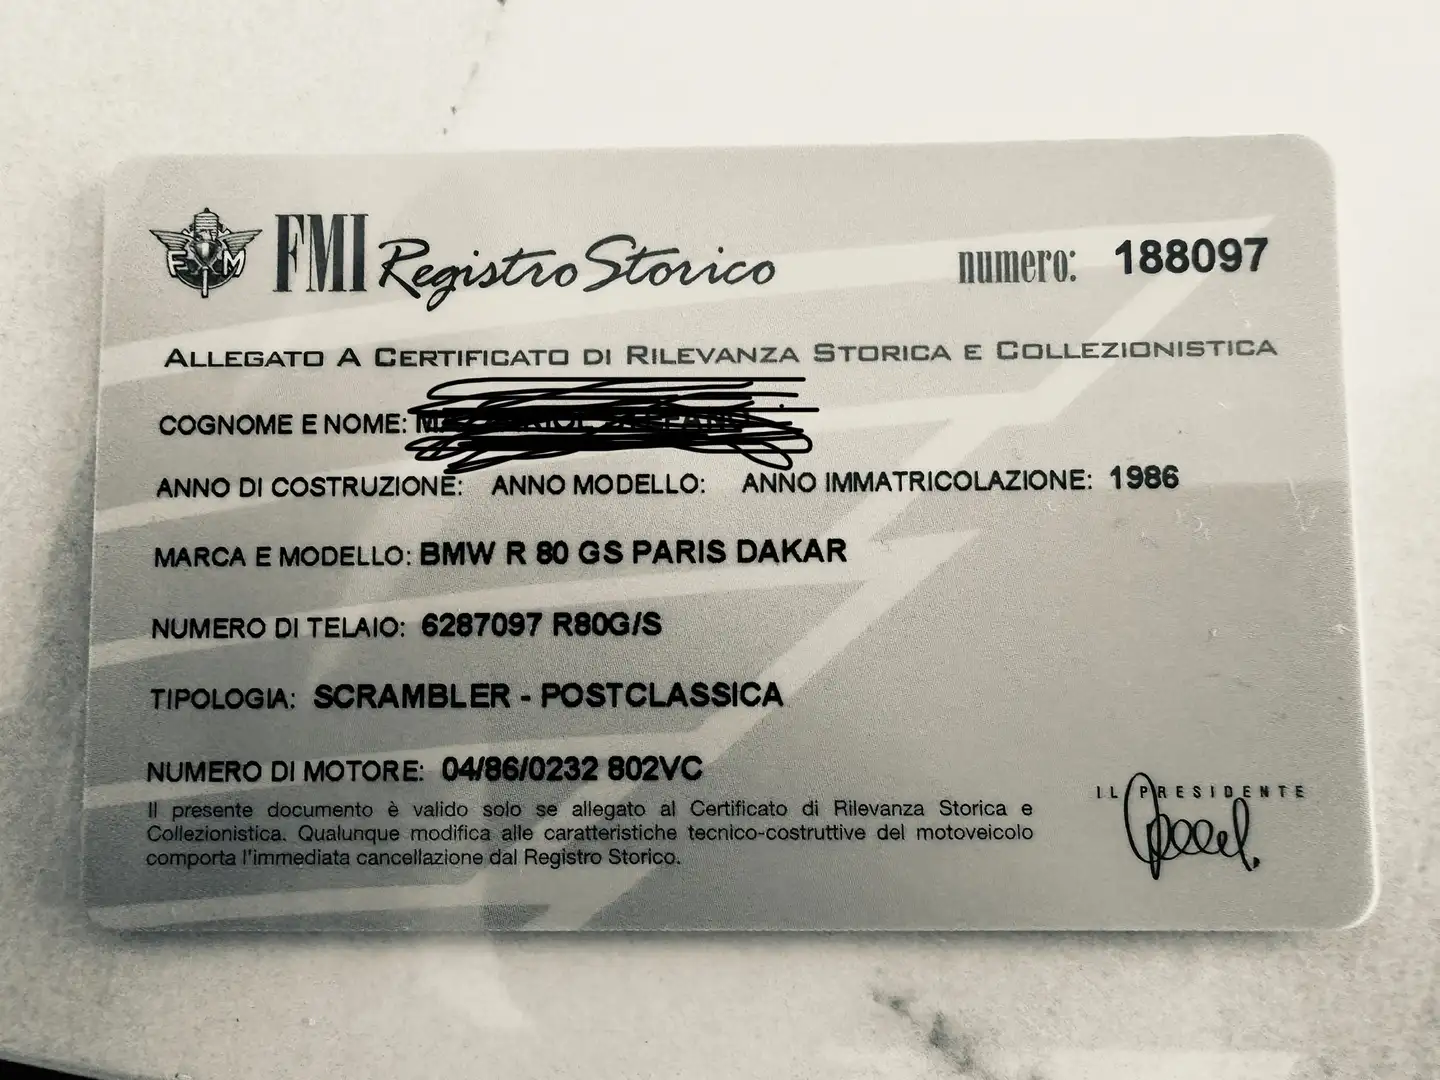 FMI Registro Storico numero: 188097
ALLEGATO A CERTIFICATO DI RILEVANZA STORICA E COLLEZIONISTICA
COGNOME E NOME:
ANNO DI COSTRUZIONE: ANNO MODELLO: ANNO IMMATRICOLAZIONE: 1986
MARCA E MODELLO: BMW R 80 GS PARIS DAKAR
NUMERO DI TELAIO: 6287097 R80G/S
TIPOLOGIA: SCRAMBLER - POSTCLASSICA
NUMERO DI MOTORE: 04/86/0232 802VC
Il presente documento è valido solo se allegato al Certificato di Rilevanza Storica e
Collezionistica. Qualunque modifica alle caratteristiche tecnico-costruttive del motoveicolo
comporta l'immediata cancellazione dal Registro Storico.
IL PRESIDENTE